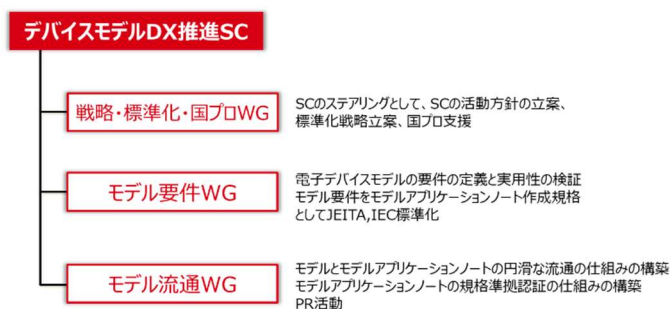 デバイスモデルDX推進SC
戦略・標準化・国プロWG
SCのステアリングとして、SCの活動方針の立案、
標準化戦略立案、国プロ支援
モデル要件WG
電子デバイスモデルの要件の定義と実用性の検証
モデル要件をモデルアプリケーションノート作成規格
としてJEITA,IEC標準化
モデル流通WG
モデルとモデルアプリケーションノートの円滑な流通の仕組みの構築
モデルアプリケーションノートの規格準拠認証の仕組みの構築
PR活動